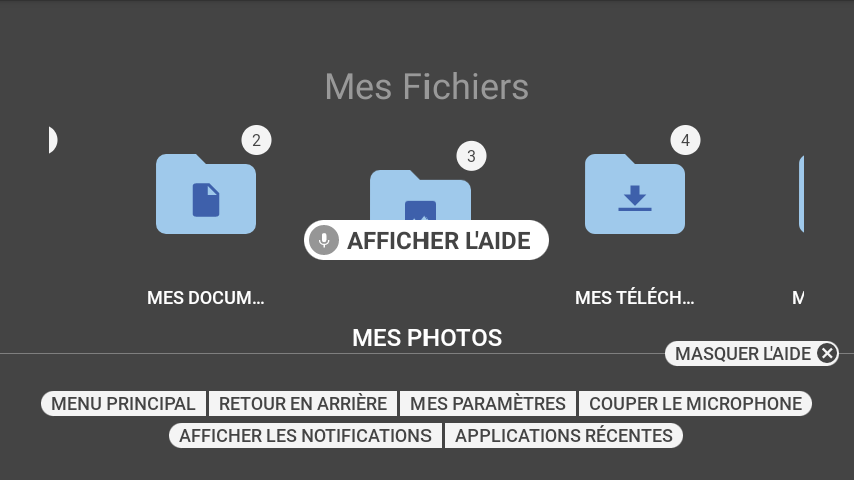 Mes Fichiers
2
3
4
AFFICHER L'AIDE
MES DOCUM...
MES TÉLÉCH...
M
MES PHOTOS
MASQUER L'AIDE
MENU PRINCIPAL
RETOUR EN ARRIÈRE
MES PARAMÈTRES
COUPER LE MICROPHONE
AFFICHER LES NOTIFICATIONS
APPLICATIONS RÉCENTES